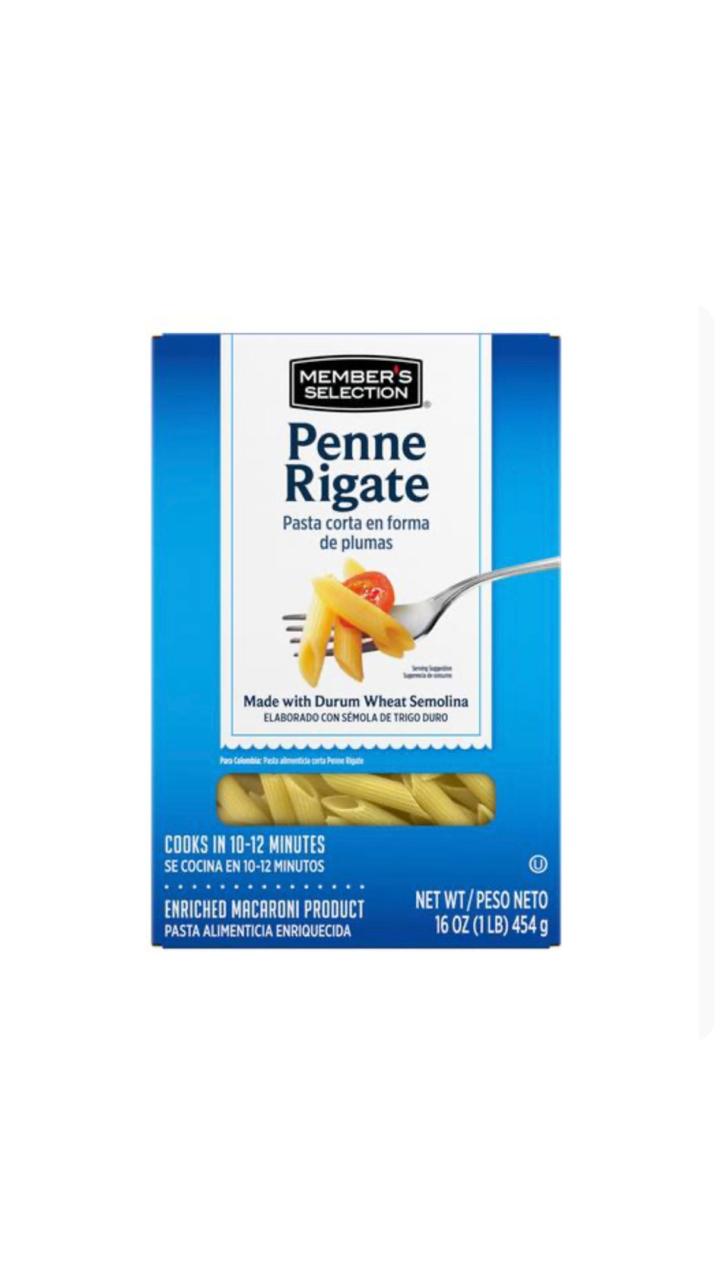 MEMBER'S
SELECTION
®
Penne
Rigate
Pasta corta en forma
de plumas
Serving Suggestion
Sugerencia de consumo
Made with Durum Wheat Semolina
ELABORADO CON SÉMOLA DE TRIGO DURO
Para Colombia: Pasta alimenticia corta Penne Rigate
COOKS IN 10-12 MINUTES
SE COCINA EN 10-12 MINUTOS
U
ENRICHED MACARONI PRODUCT
PASTA ALIMENTICIA ENRIQUECIDA
NET WT / PESO NETO
16 OZ (1 LB) 454 g